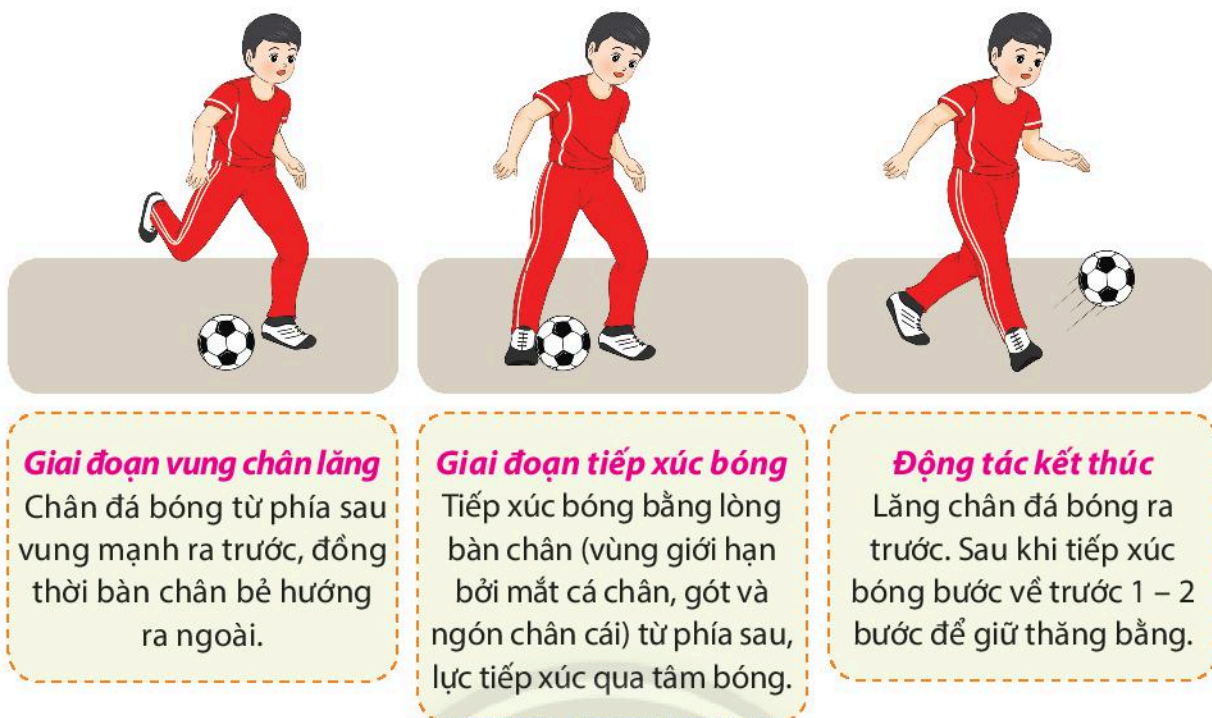 Giai đoạn vung chân lăng
Chân đá bóng từ phía sau
vung mạnh ra trước, đồng
thời bàn chân bẻ hướng
ra ngoài.
Giai đoạn tiếp xúc bóng
Tiếp xúc bóng bằng lòng
bàn chân (vùng giới hạn
bởi mắt cá chân, gót và
ngón chân cái) từ phía sau,
lực tiếp xúc qua tâm bóng.
Động tác kết thúc
Lăng chân đá bóng ra
trước. Sau khi tiếp xúc
bóng bước về trước 1 – 2
bước để giữ thăng bằng.